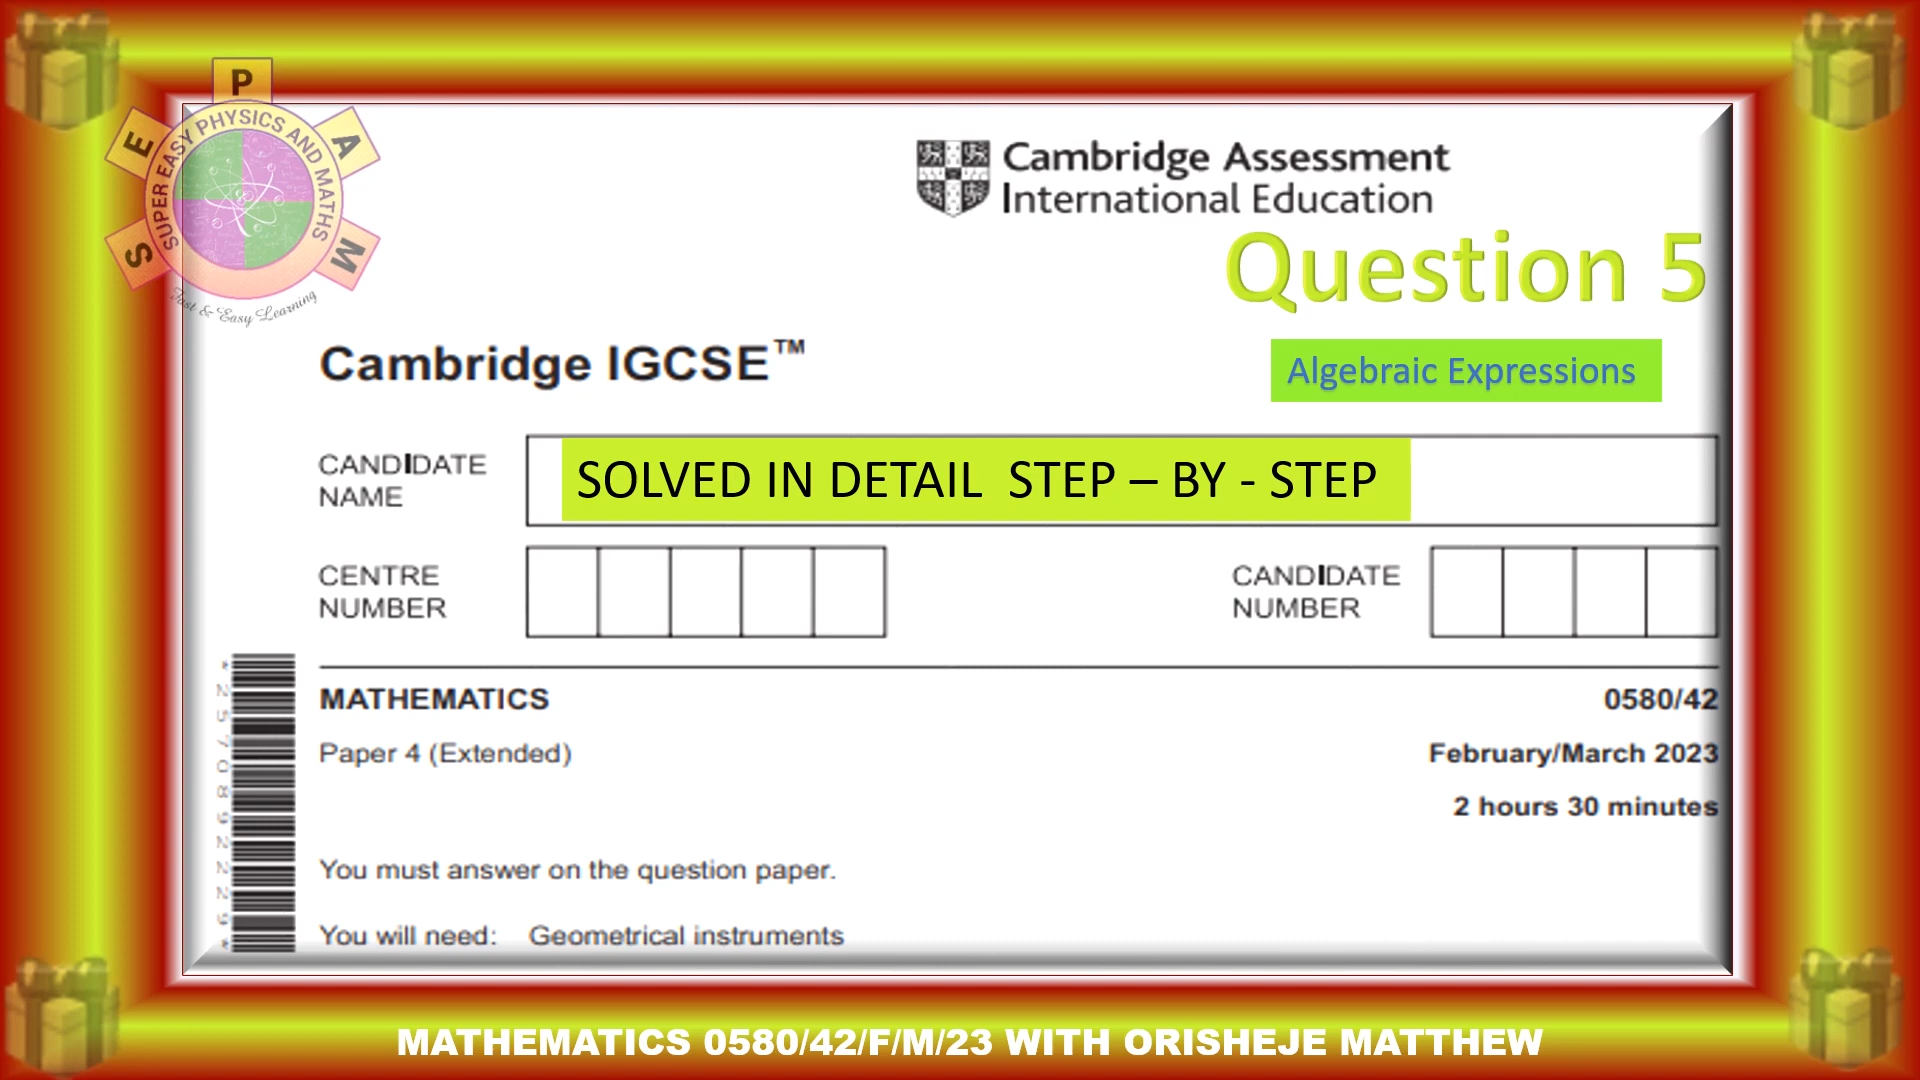 P
E
A
S
M
SUPER EASY PHYSICS AND MATHS
Fast & Easy Learning
Cambridge Assessment
International Education
Question 5
Cambridge IGCSE™
Algebraic Expressions
CANDIDATE
NAME
SOLVED IN DETAIL STEP – BY - STEP
CENTRE
NUMBER
CANDIDATE
NUMBER
*2570892229*
MATHEMATICS
0580/42
Paper 4 (Extended)
February/March 2023
2 hours 30 minutes
You must answer on the question paper.
You will need: Geometrical instruments
MATHEMATICS 0580/42/F/M/23 WITH ORISHEJE MATTHEW